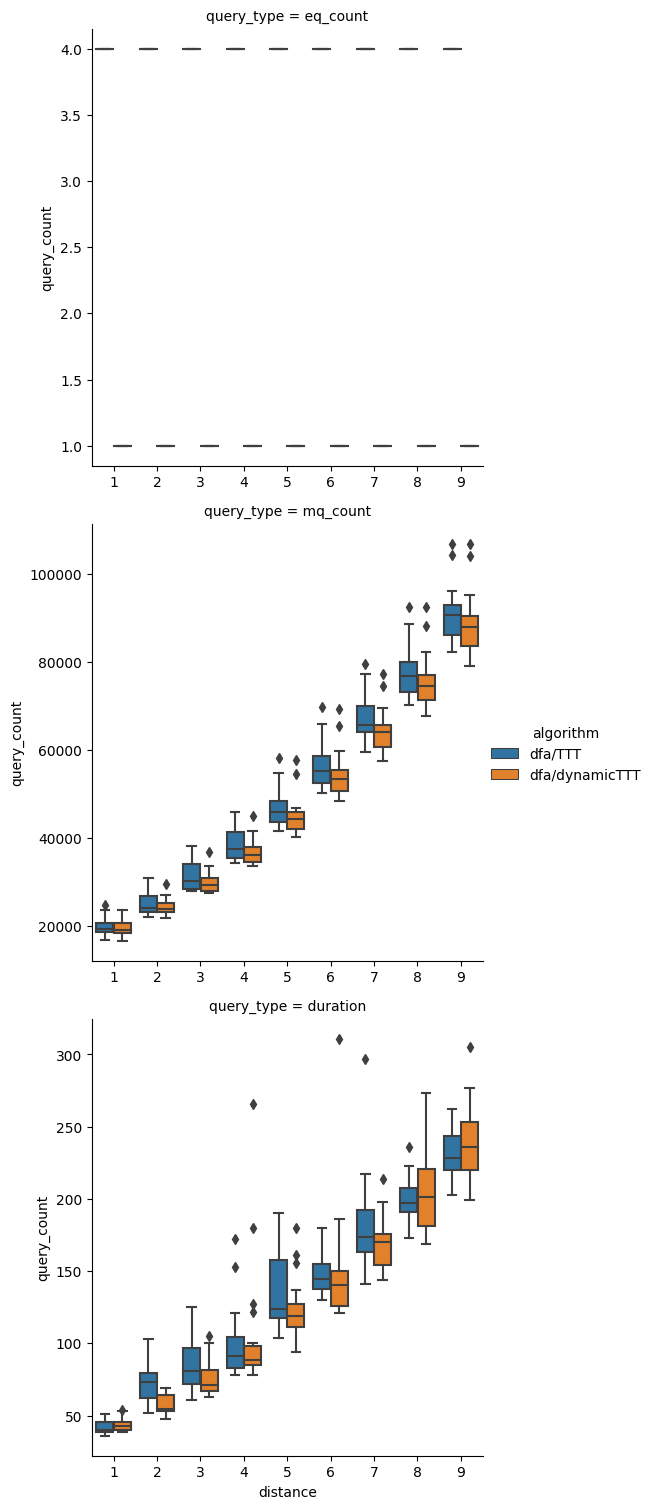 query_type = eq_count
4.0
3.5
3.0
2.5
2.0
1.5
1.0
query_count
1 2 3 4 5 6 7 8 9
query_type = mq_count
100000
80000
60000
40000
20000
query_count
1 2 3 4 5 6 7 8 9
algorithm
dfa/TTT
dfa/dynamicTTT
query_type = duration
300
250
200
150
100
50
query_count
1 2 3 4 5 6 7 8 9
distance